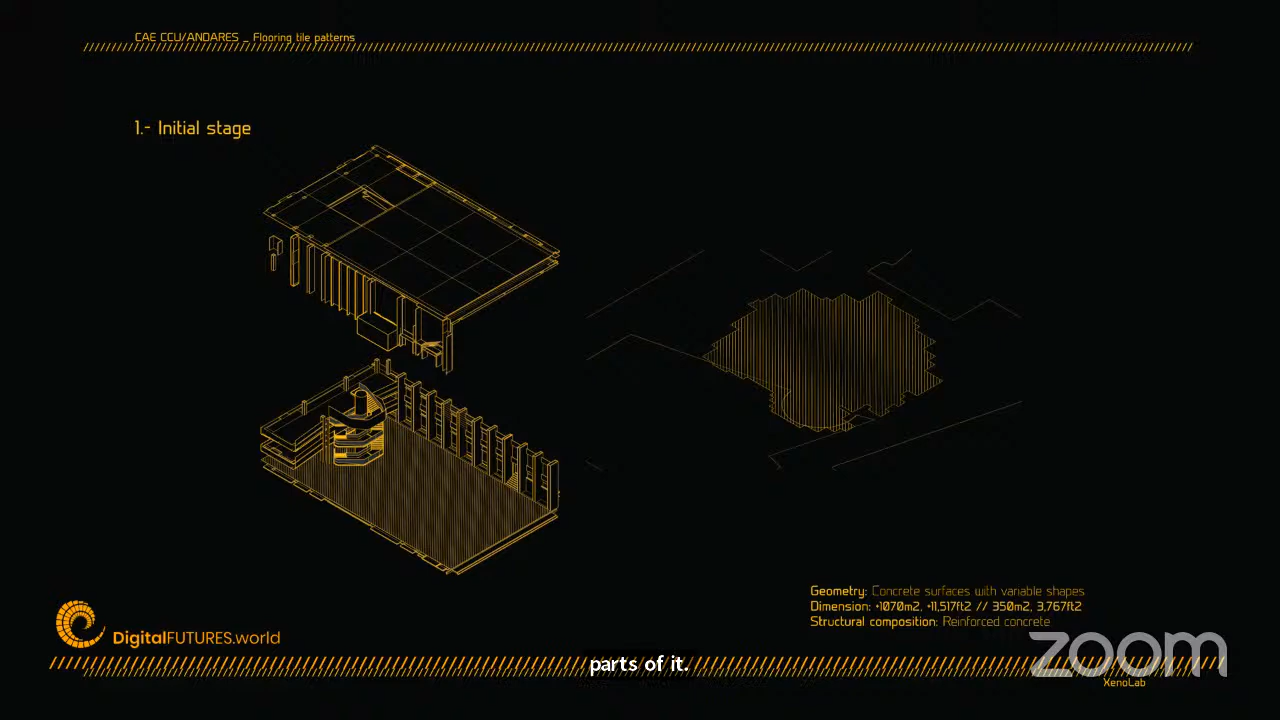 CAE CCU/ANDARES _ Flooring tile patterns
1.- Initial stage
Geometry: Concrete surfaces with variable shapes
Dimension: +1070m2, +11,517ft2 // 350m2, 3,767ft2
Structural composition: Reinforced concrete
DigitalFUTURES.world
zoom
parts of it.
XenoLab